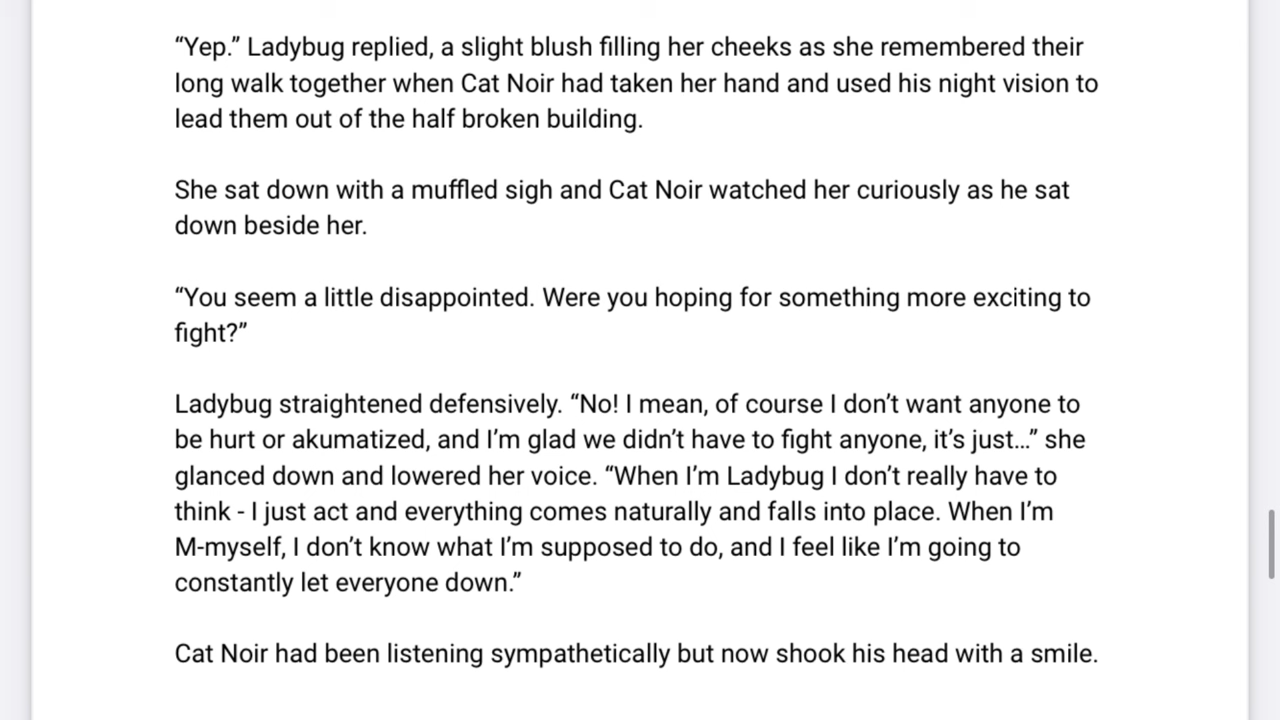 “Yep.” Ladybug replied, a slight blush filling her cheeks as she remembered their
long walk together when Cat Noir had taken her hand and used his night vision to
lead them out of the half broken building.
She sat down with a muffled sigh and Cat Noir watched her curiously as he sat
down beside her.
“You seem a little disappointed. Were you hoping for something more exciting to
fight?”
Ladybug straightened defensively. “No! I mean, of course I don’t want anyone to
be hurt or akumatized, and I’m glad we didn’t have to fight anyone, it’s just…” she
glanced down and lowered her voice. “When I’m Ladybug I don’t really have to
think - I just act and everything comes naturally and falls into place. When I’m
M-myself, I don’t know what I’m supposed to do, and I feel like I’m going to
constantly let everyone down.”
Cat Noir had been listening sympathetically but now shook his head with a smile.